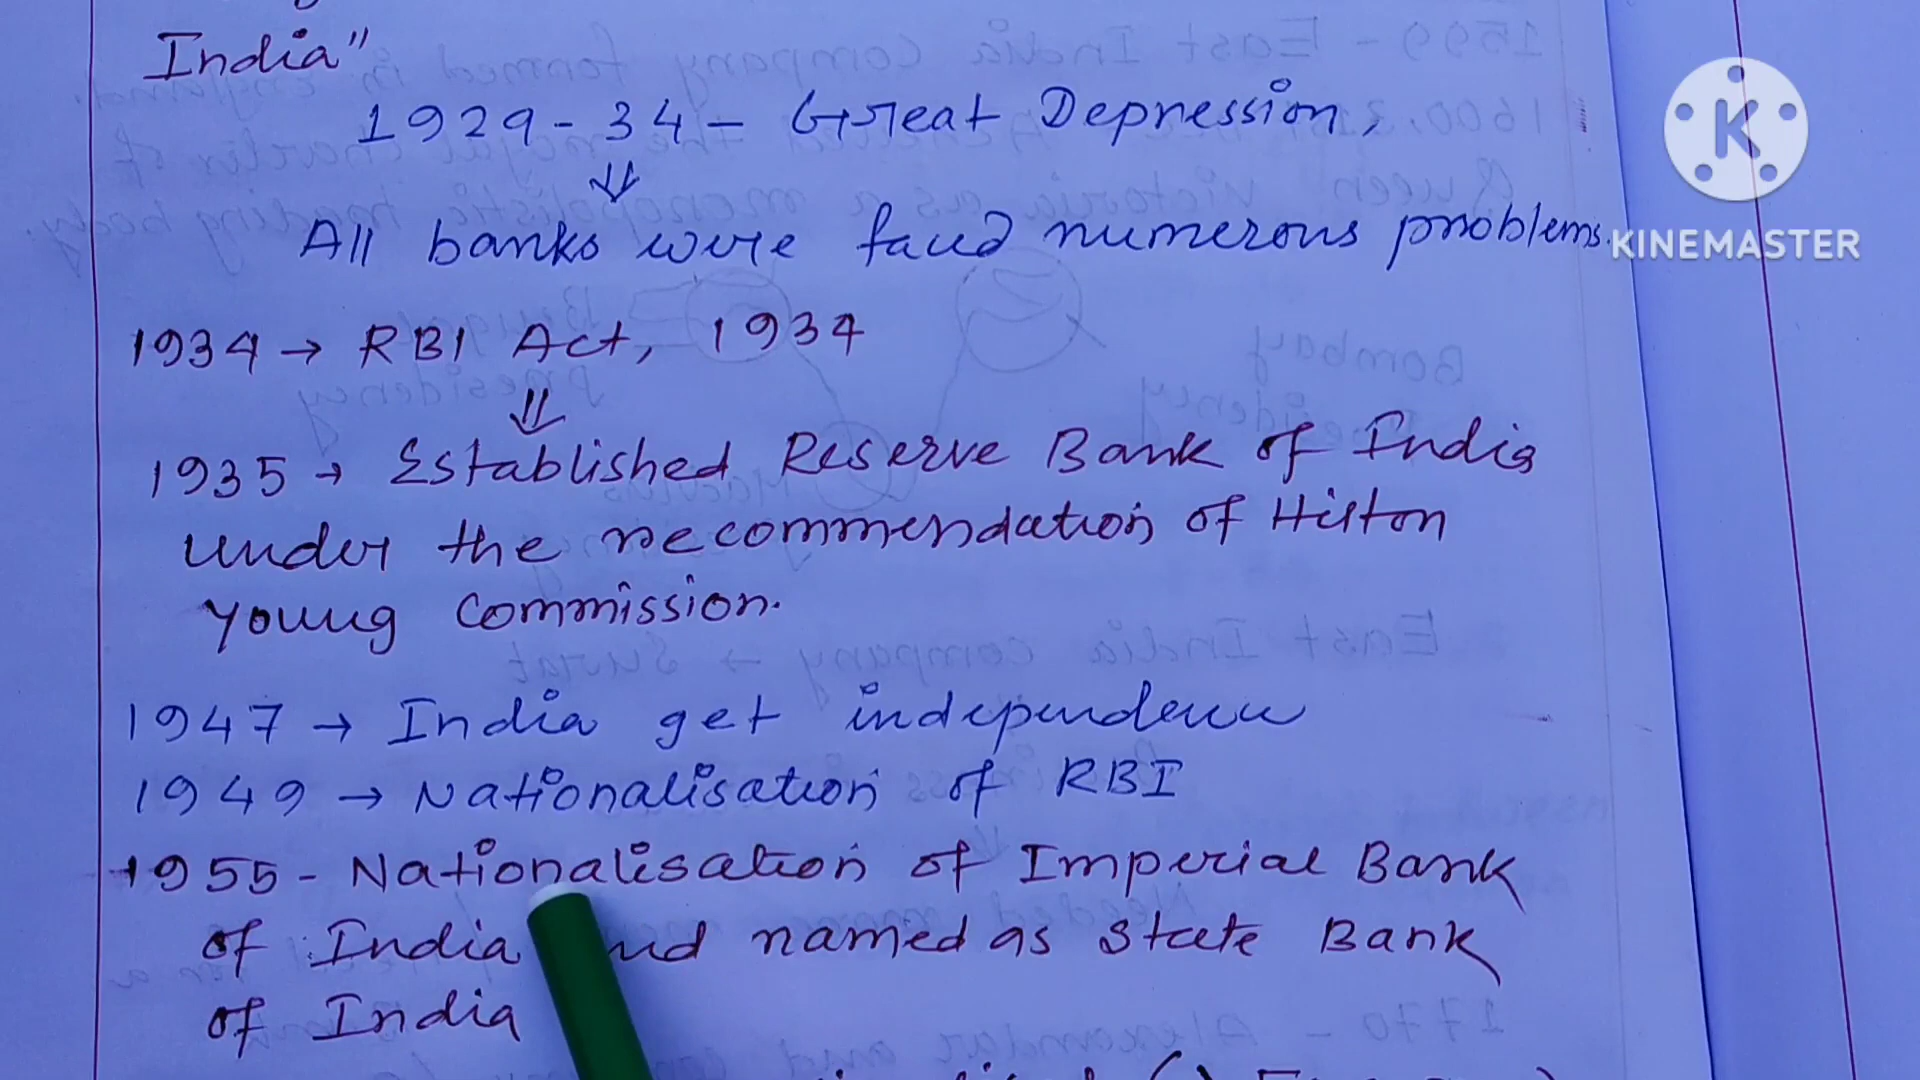 India"
1929-34 - Great Depression,
⇓
All banks were faced numerous problems.
KINEMASTER
1934 → RBI Act, 1934
⇓
1935 → Established Reserve Bank of India
under the recommendation of Hilton
Young Commission.
1947 → India get independence
1949 → Nationalisation of RBI
1955 - Nationalisation of Imperial Bank
of India and named as State Bank
of India